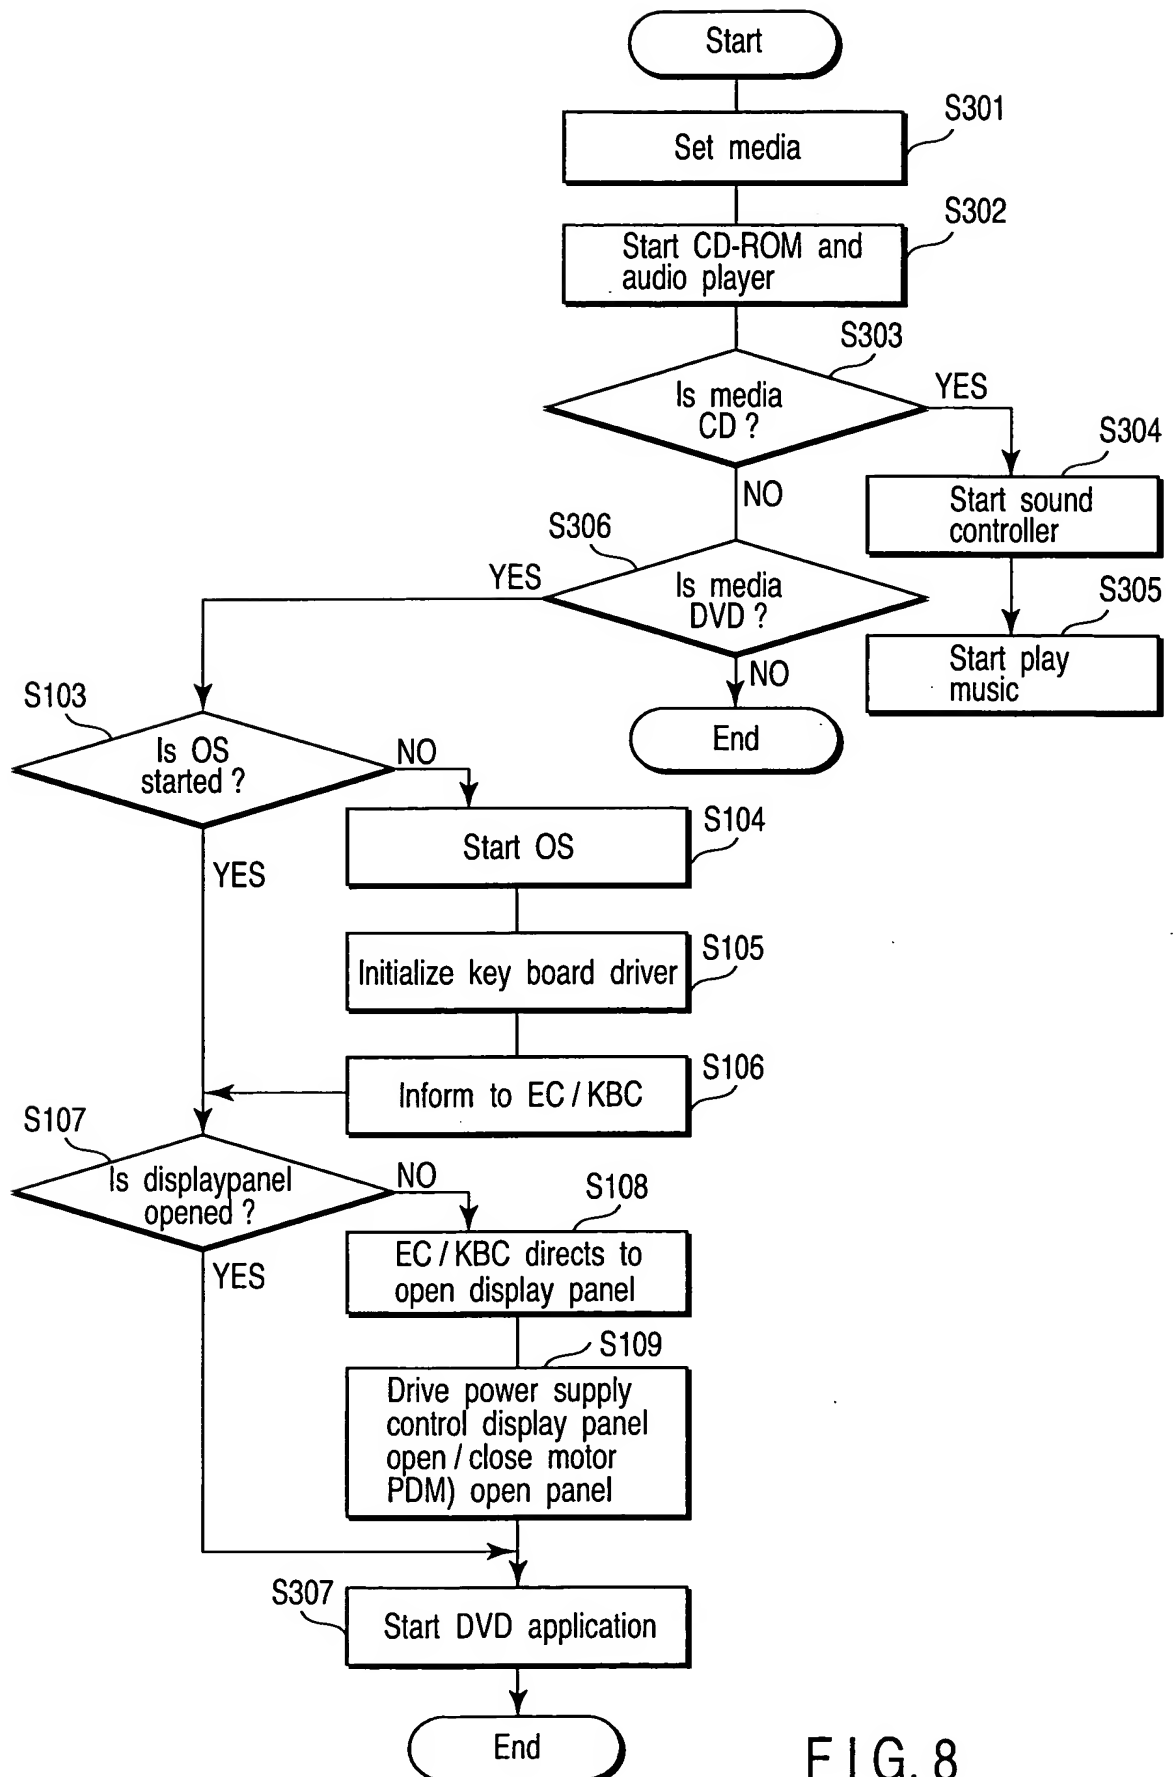 Start
S301
Set media
S302
Start CD-ROM and
audio player
S303
Is media
CD?
YES
NO
S304
Start sound
controller
S305
Start play
music
S306
Is media
DVD?
YES
NO
End
S103
Is OS
started?
NO
YES
S104
Start OS
S105
Initialize key board driver
S106
Inform to EC/KBC
S107
Is displaypanel
opened?
NO
YES
S108
EC/KBC directs to
open display panel
S109
Drive power supply
control display panel
open/close motor
PDM) open panel
S307
Start DVD application
End
FIG. 8